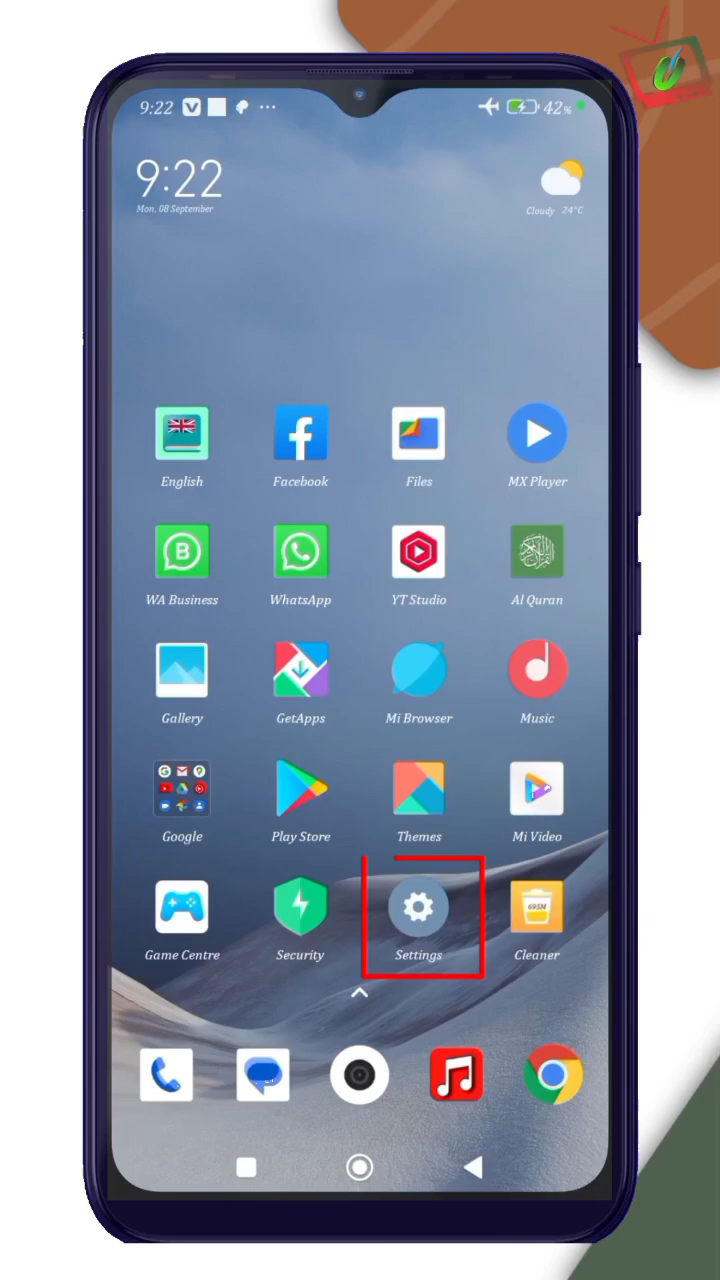 9:22 ... 42%
9:22
Mon, 08 September
Cloudy 24°C
English Facebook Files MX Player
WA Business WhatsApp YT Studio Al Quran
Gallery GetApps Mi Browser Music
Google Play Store Themes Mi Video
695M
Game Centre Security Settings Cleaner